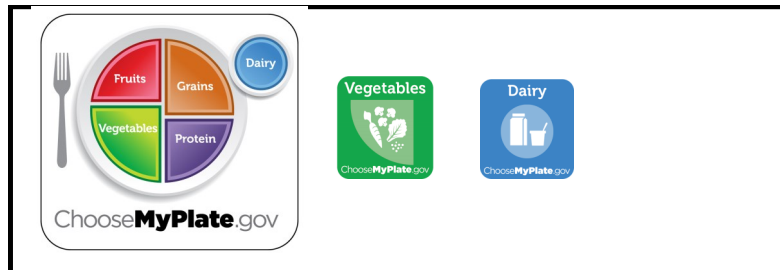 Fruits
Grains
Dairy
Vegetables
Protein
ChooseMyPlate.gov
Vegetables
ChooseMyPlate.gov
Dairy
ChooseMyPlate.gov